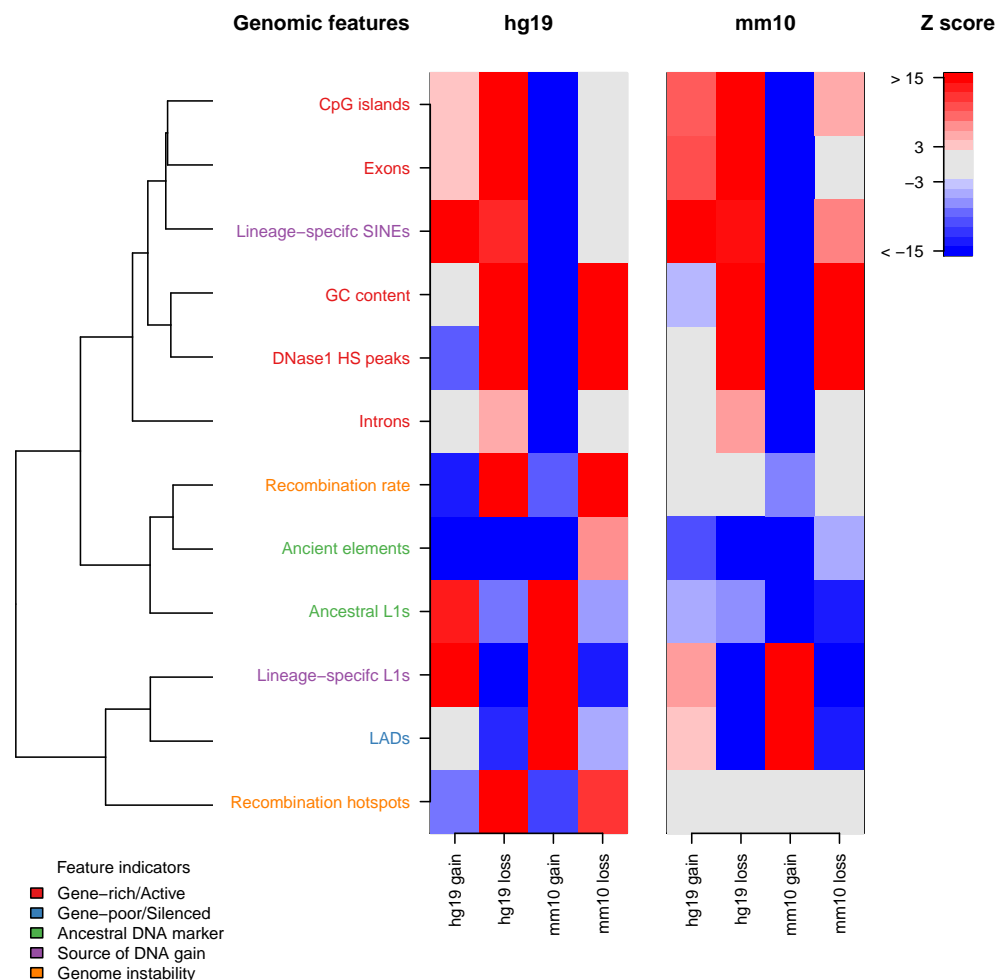 Genomic features
hg19
mm10
Z score
CpG islands
Exons
Lineage−specifc SINEs
GC content
DNase1 HS peaks
Introns
Recombination rate
Ancient elements
Ancestral L1s
Lineage−specifc L1s
LADs
Recombination hotspots
> 15
3
−3
< −15
hg19 gain
hg19 loss
mm10 gain
mm10 loss
hg19 gain
hg19 loss
mm10 gain
mm10 loss
Feature indicators
Gene−rich/Active
Gene−poor/Silenced
Ancestral DNA marker
Source of DNA gain
Genome instability